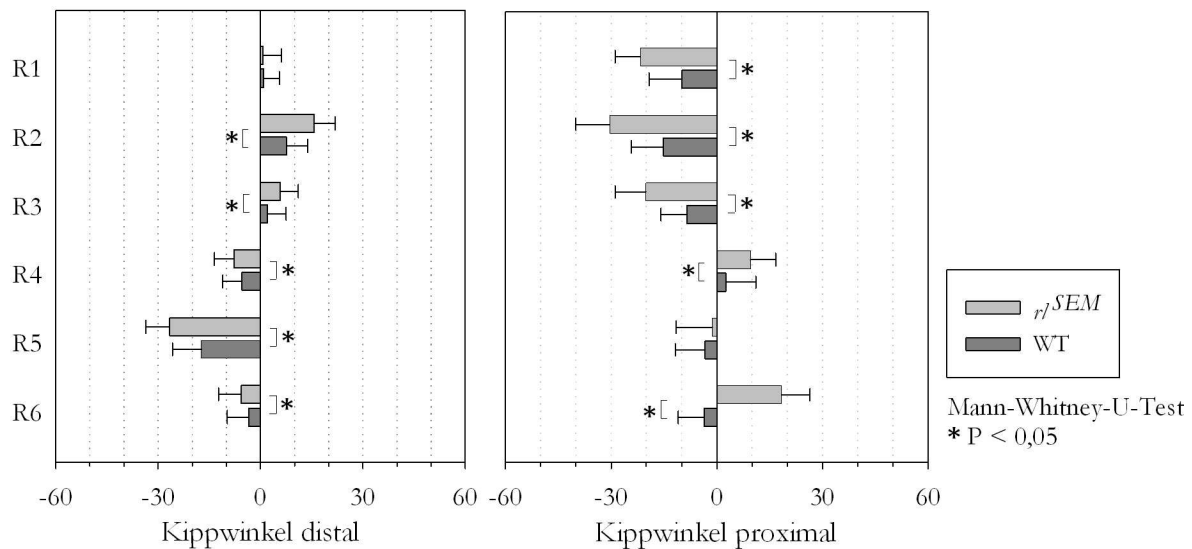 R1
*
R2
*
*
R3
*
*
R4
*
*
R5
*
R6
*
*
-60 -30 0 30 60
Kippwinkel distal
-60 -30 0 30 60
Kippwinkel proximal
rl SEM
WT
Mann-Whitney-U-Test
* P < 0,05